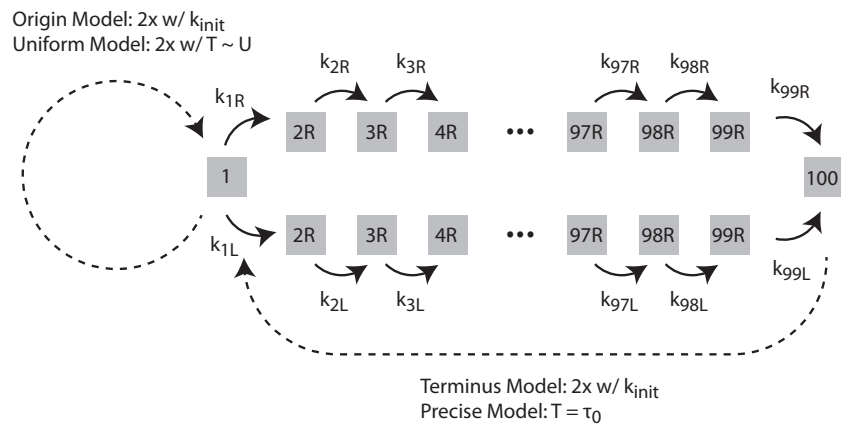 Origin Model: 2x w/ k_init
Uniform Model: 2x w/ T ~ U
k_2R k_3R k_97R k_98R
k_1R k_99R
2R 3R 4R ••• 97R 98R 99R
1 100
2R 3R 4R ••• 97R 98R 99R
k_1L k_99L
k_2L k_3L k_97L k_98L
Terminus Model: 2x w/ k_init
Precise Model: T = τ_0